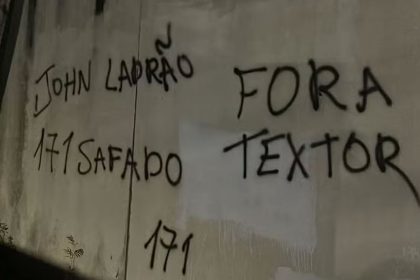 JOHN LADRÃO
171 SAFADO
171
FORA
TEXTOR